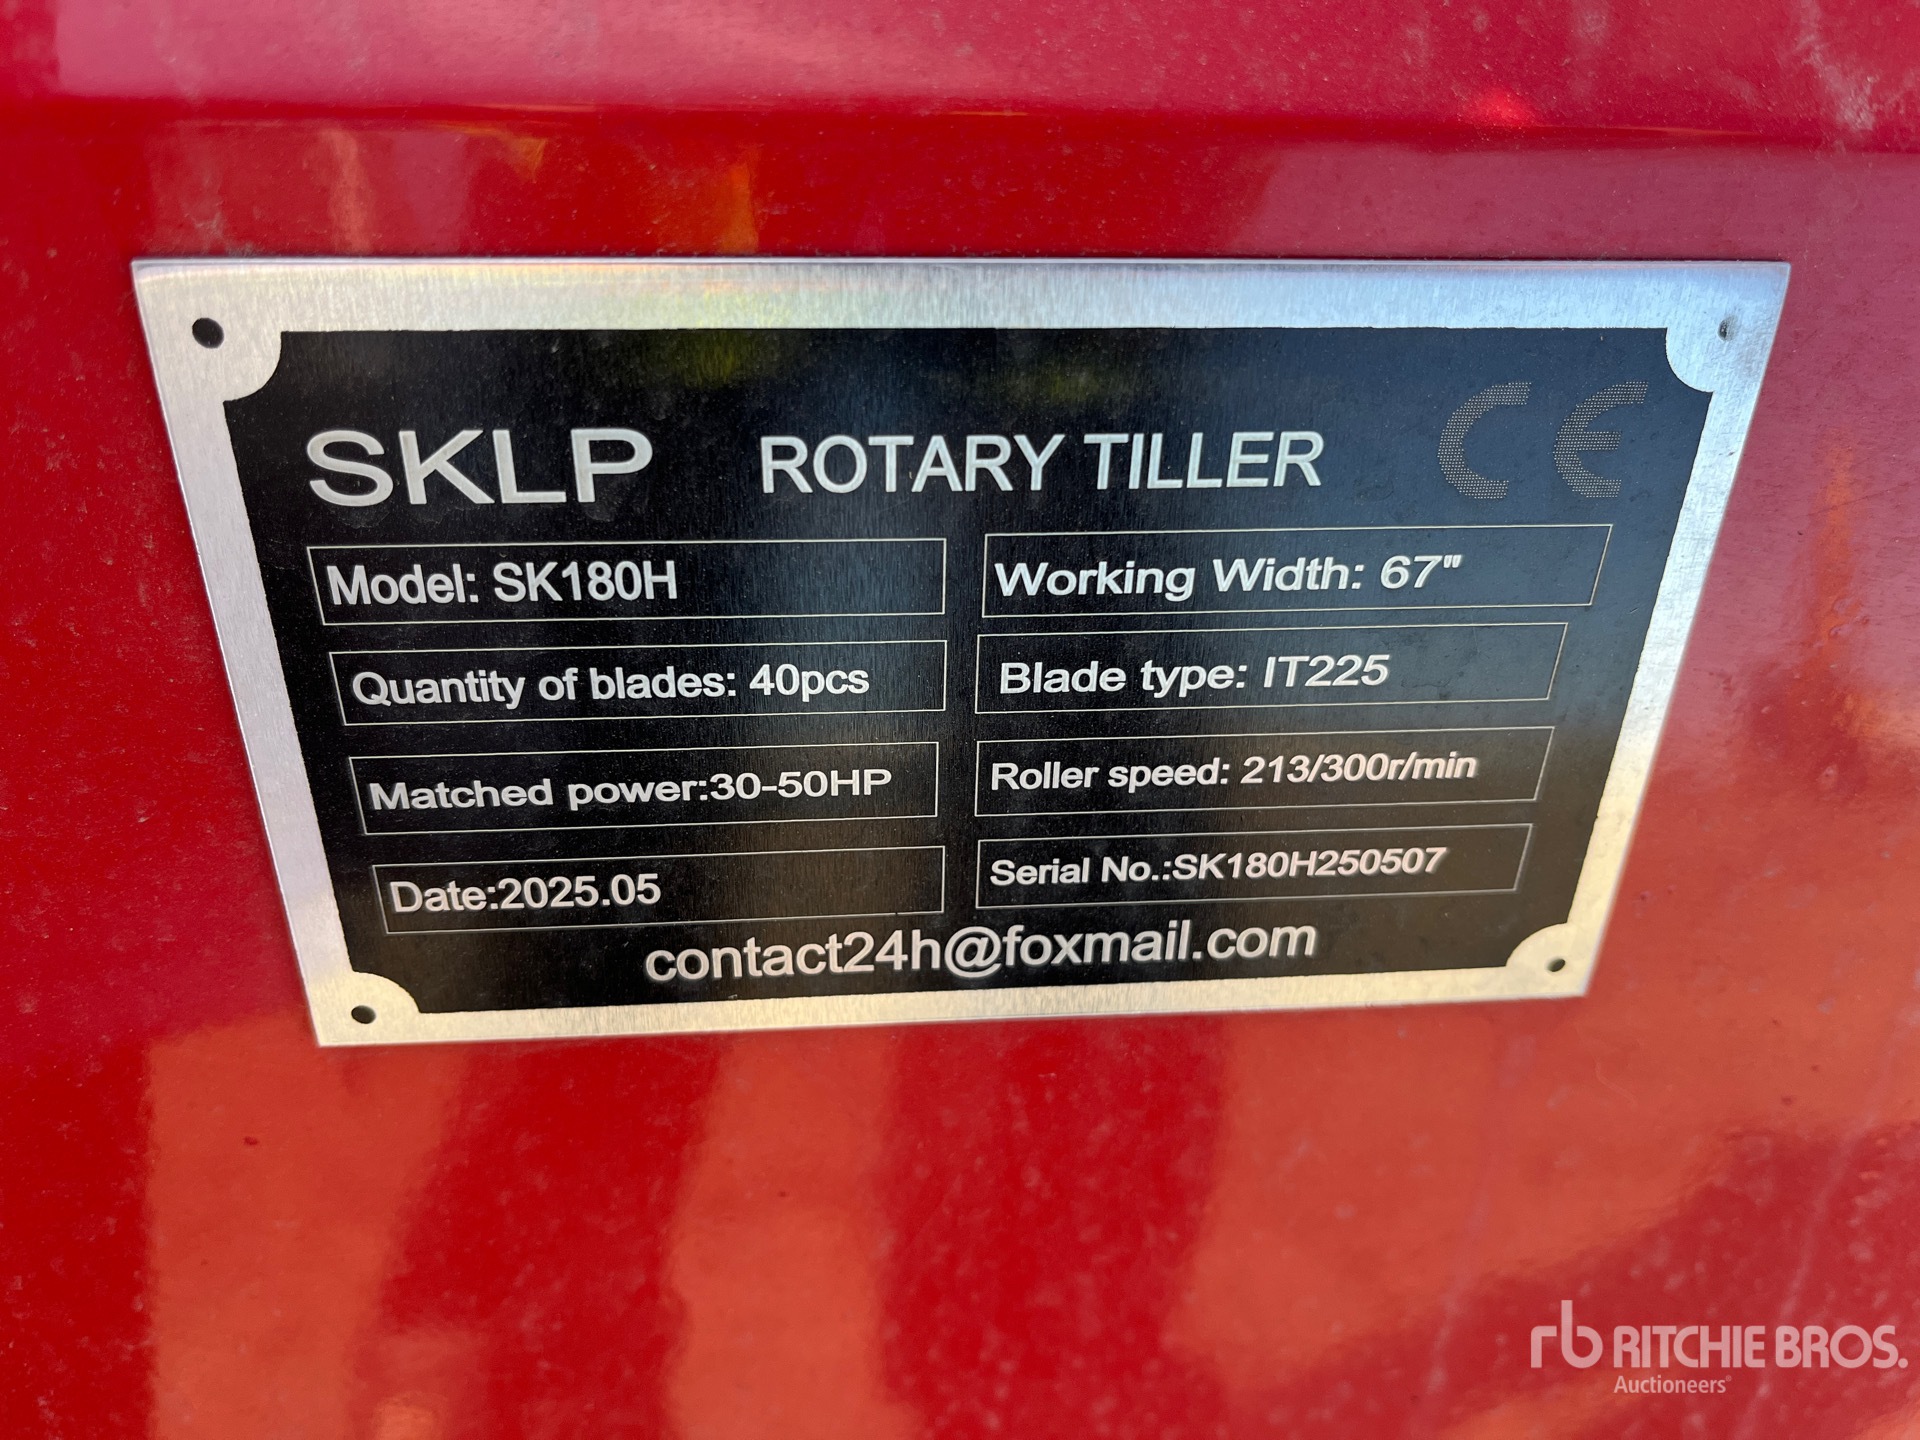 SKLP ROTARY TILLER CE
Model: SK180H
Working Width: 67"
Quantity of blades: 40pcs
Blade type: IT225
Matched power:30-50HP
Roller speed: 213/300r/min
Date:2025.05
Serial No.:SK180H250507
contact24h@foxmail.com
rb RITCHIE BROS.
Auctioneers